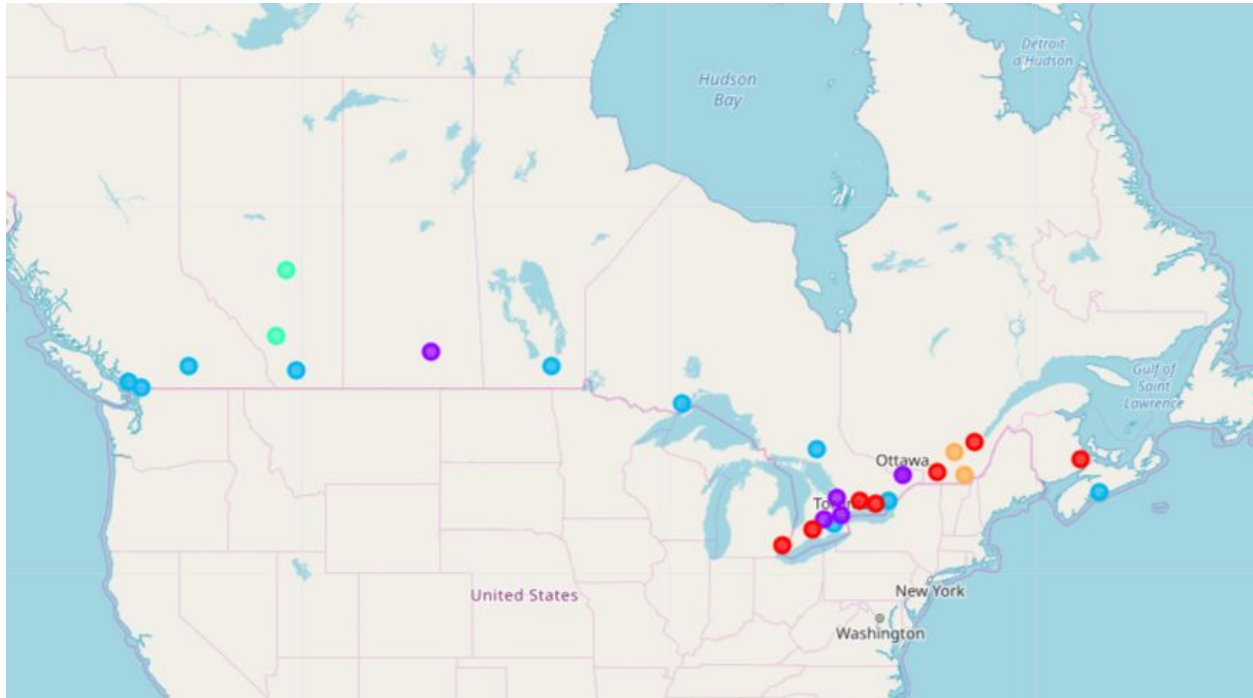 Détroit
d'Hudson
Hudson
Bay
Gulf of
Saint
Lawrence
Ottawa
United States
New York
Washington